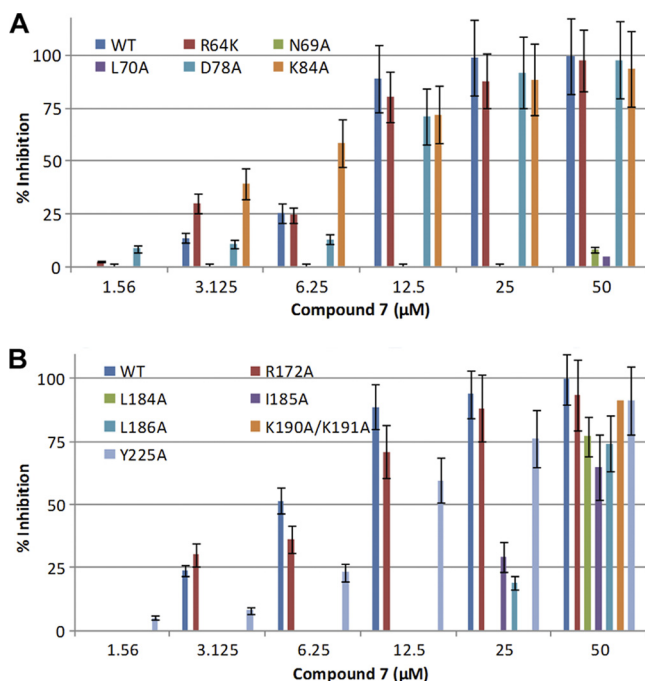 A
WT R64K N69A
L70A D78A K84A
100
75
50
25
0
% Inhibition
1.56 3.125 6.25 12.5 25 50
Compound 7 (μM)
B
WT R172A
L184A I185A
L186A K190A/K191A
Y225A
100
75
50
25
0
% Inhibition
1.56 3.125 6.25 12.5 25 50
Compound 7 (μM)